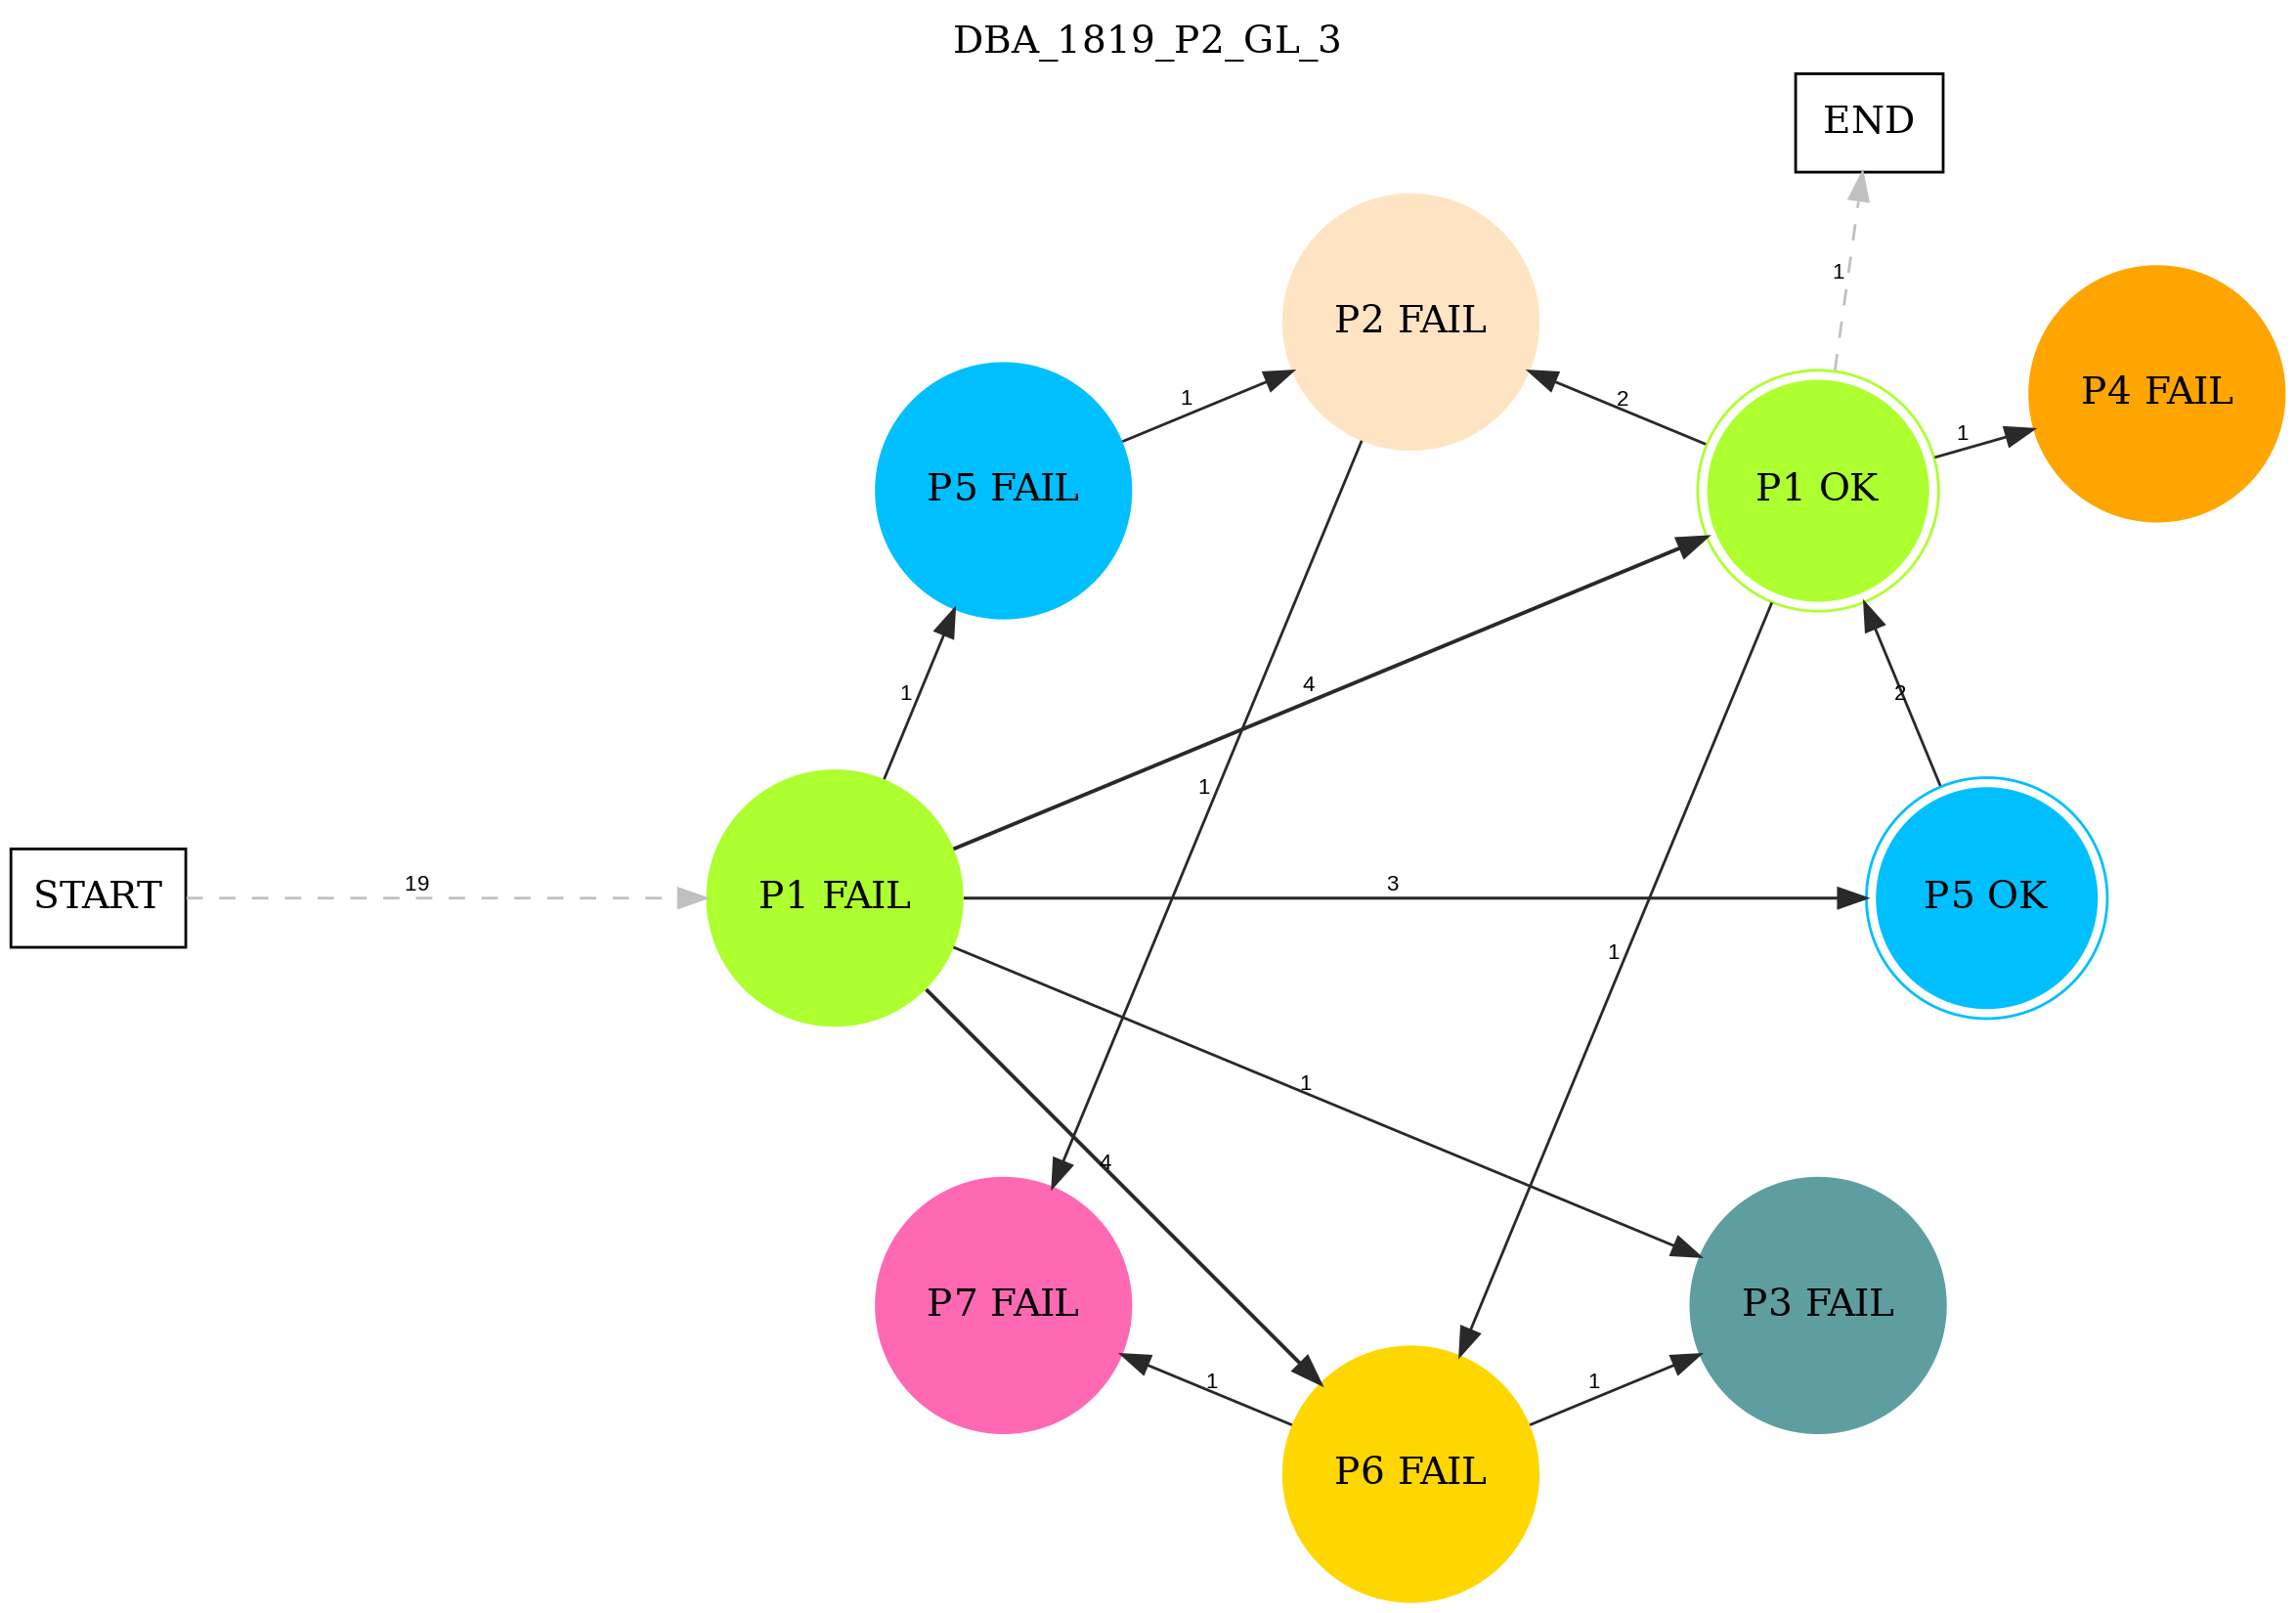 DBA_1819_P2_GL_3
END
1
P2 FAIL
P4 FAIL
1
2
1
P5 FAIL
P1 OK
4
1
2
1
19
3
START
P1 FAIL
P5 OK
1
1
4
P7 FAIL
P3 FAIL
1
1
P6 FAIL